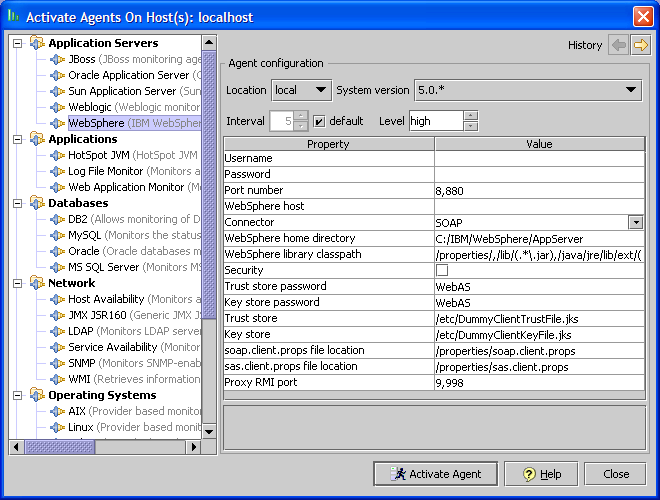 Activate Agents On Host(s): localhost
Application Servers
JBoss (JBoss monitoring age
Oracle Application Server (
Sun Application Server (Su
Weblogic (Weblogic monitor
WebSphere (IBM WebSpher
Applications
HotSpot JVM (HotSpot JVM
Log File Monitor (Monitors
Web Application Monitor (M
Databases
DB2 (Allows monitoring of D
MySQL (Monitors the status
Oracle (Oracle databases m
MS SQL Server (Monitors M
Network
Host Availability (Monitors
JMX JSR160 (Generic JMX J
LDAP (Monitors LDAP server
Service Availability (Monito
SNMP (Monitors SNMP-enab
WMI (Retrieves information
Operating Systems
AIX (Provider based monito
Linux (Provider based monit
History
Agent configuration
Location local System version 5.0.*
Interval 5 default Level high
Property Value
Username
Password
Port number 8,880
WebSphere host
Connector SOAP
WebSphere home directory C:/IBM/WebSphere/AppServer
WebSphere library classpath /properties/,/lib/(.*\.jar),/java/jre/lib/ext/(
Security
Trust store password WebAS
Key store password WebAS
Trust store /etc/DummyClientTrustFile.jks
Key store /etc/DummyClientKeyFile.jks
soap.client.props file location /properties/soap.client.props
sas.client.props file location /properties/sas.client.props
Proxy RMI port 9,998
Activate Agent Help Close